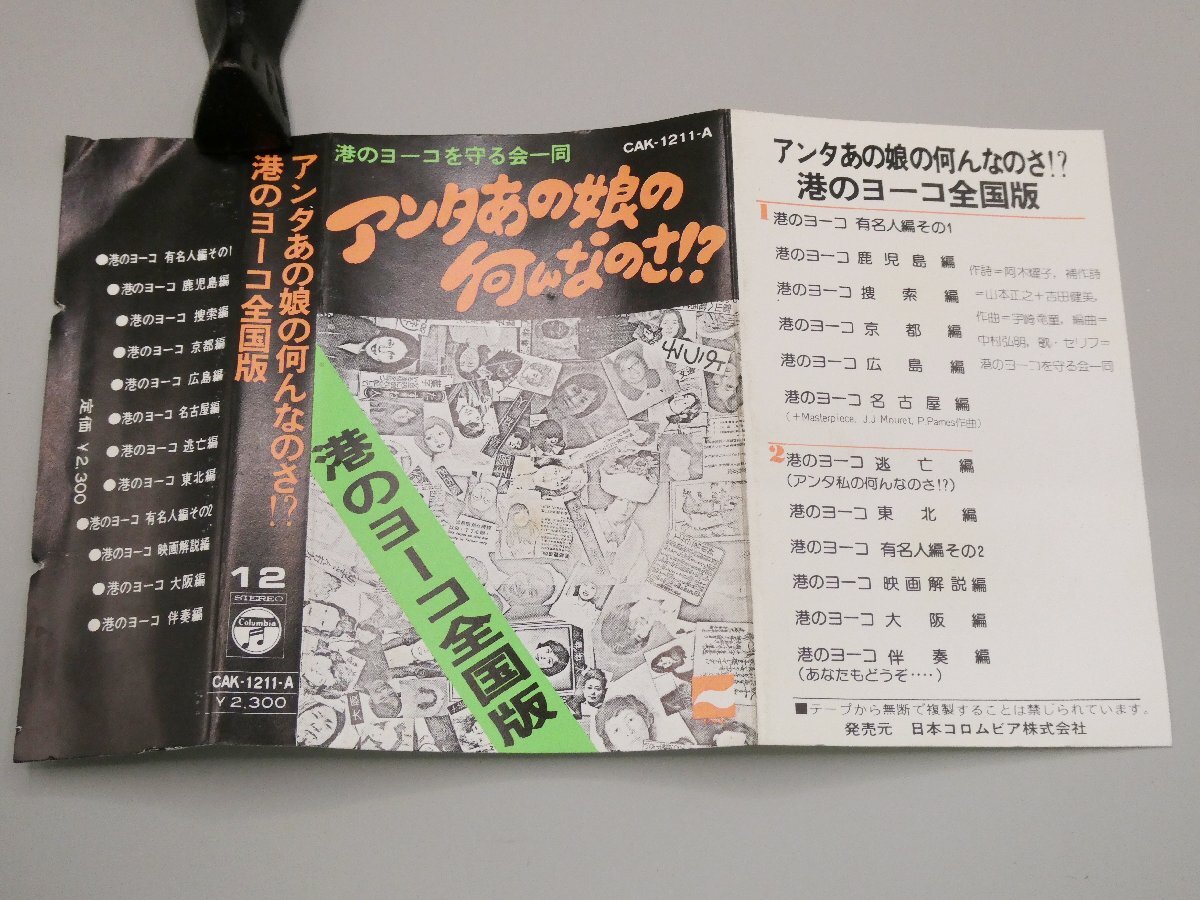 ●港のヨーコ 有名人編その1
●港のヨーコ 鹿児島編
●港のヨーコ 捜索編
●港のヨーコ 京都編
●港のヨーコ 広島編
●港のヨーコ 名古屋編
●港のヨーコ 逃亡編
●港のヨーコ 東北編
●港のヨーコ 有名人編その2
●港のヨーコ 映画解説編
●港のヨーコ 大阪編
●港のヨーコ 伴奏編
定価 ¥2,300
アンタあの娘の何んなのさ!?
港のヨーコ全国版
12
STEREO
Columbia
CAK-1211-A
¥2,300
港のヨーコを守る会一同
CAK-1211-A
アンタあの娘の
何んなのさ!?
港のヨーコ全国版
アンタあの娘の何んなのさ!?
港のヨーコ全国版
1
港のヨーコ 有名人編その1
港のヨーコ 鹿児島編
港のヨーコ 捜索編
港のヨーコ 京都編
港のヨーコ 広島編
港のヨーコ 名古屋編
(+Masterpiece, J.J.Mouret, P.Parnes作曲)
作詩=阿木燿子, 補作詩
=山本正之+吉田健美,
作曲=宇崎竜童, 編曲=
中村弘明, 歌・セリフ=
港のヨーコを守る会一同
2
港のヨーコ 逃亡編
(アンタ私の何んなのさ!?)
港のヨーコ 東北編
港のヨーコ 有名人編その2
港のヨーコ 映画解説編
港のヨーコ 大阪編
港のヨーコ 伴奏編
(あなたもどうぞ‥‥)
■テープから無断で複製することは禁じられています。
発売元 日本コロムビア株式会社